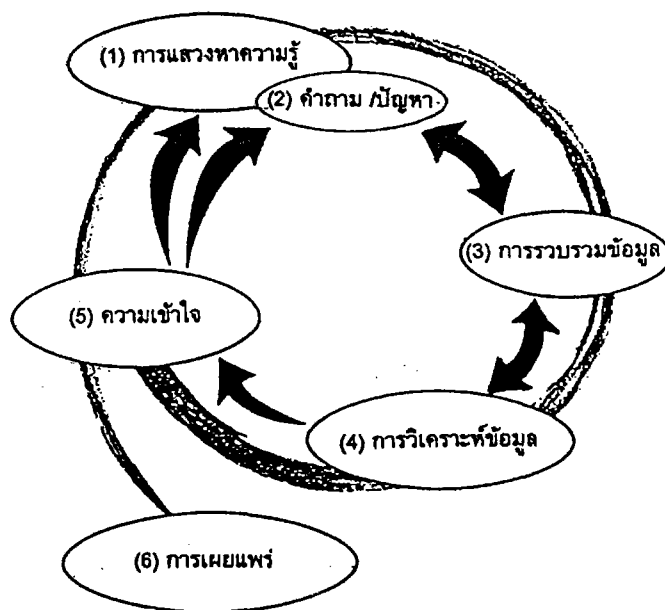 (1) การแสวงหาความรู้
(2) คำถาม /ปัญหา
(3) การรวบรวมข้อมูล
(4) การวิเคราะห์ข้อมูล
(5) ความเข้าใจ
(6) การเผยแพร่